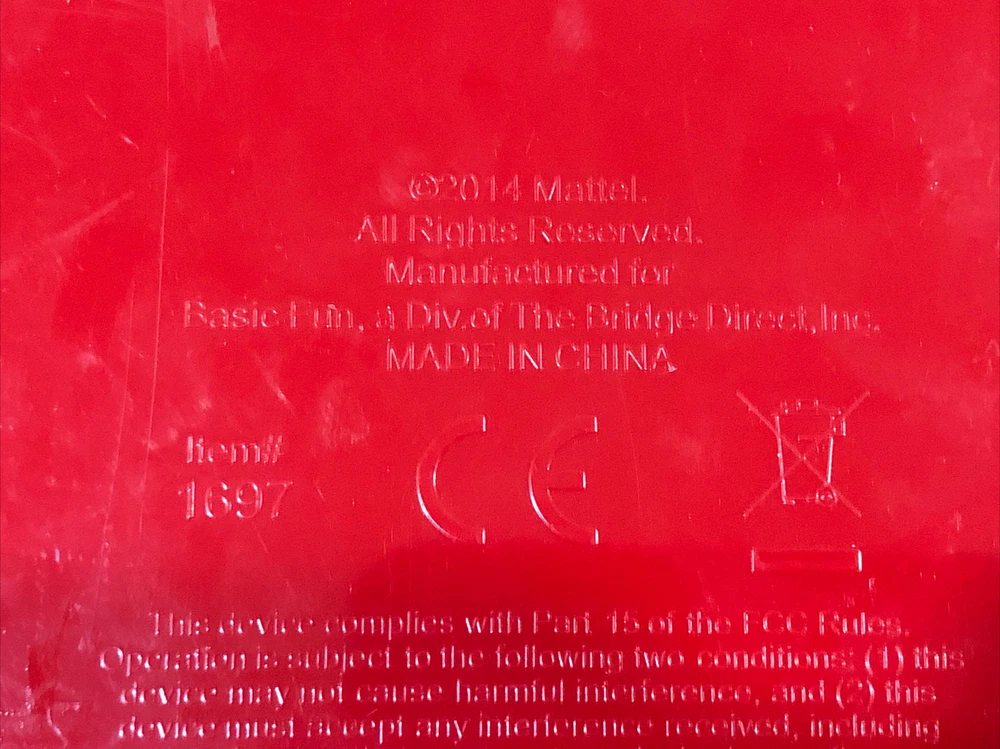 ©2014 Mattel.
All Rights Reserved.
Manufactured for
Basic Fun, a Div.of The Bridge Direct,Inc.
MADE IN CHINA
Item#
1697
CE
This device complies with Part 15 of the FCC Rules.
Operation is subject to the following two conditions: (1) this
device may not cause harmful interference, and (2) this
device must accept any interference received, including